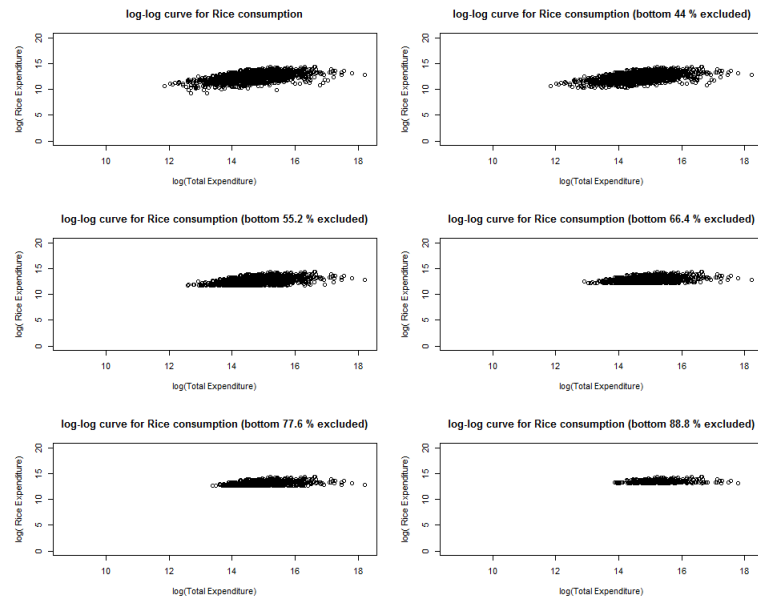 log-log curve for Rice consumption
log( Rice Expenditure)
20
15
10
5
0
10 12 14 16 18
log(Total Expenditure)
log-log curve for Rice consumption (bottom 44 % excluded)
log( Rice Expenditure)
20
15
10
5
0
10 12 14 16 18
log(Total Expenditure)
log-log curve for Rice consumption (bottom 55.2 % excluded)
log( Rice Expenditure)
20
15
10
5
0
10 12 14 16 18
log(Total Expenditure)
log-log curve for Rice consumption (bottom 66.4 % excluded)
log( Rice Expenditure)
20
15
10
5
0
10 12 14 16 18
log(Total Expenditure)
log-log curve for Rice consumption (bottom 77.6 % excluded)
log( Rice Expenditure)
20
15
10
5
0
10 12 14 16 18
log(Total Expenditure)
log-log curve for Rice consumption (bottom 88.8 % excluded)
log( Rice Expenditure)
20
15
10
5
0
10 12 14 16 18
log(Total Expenditure)